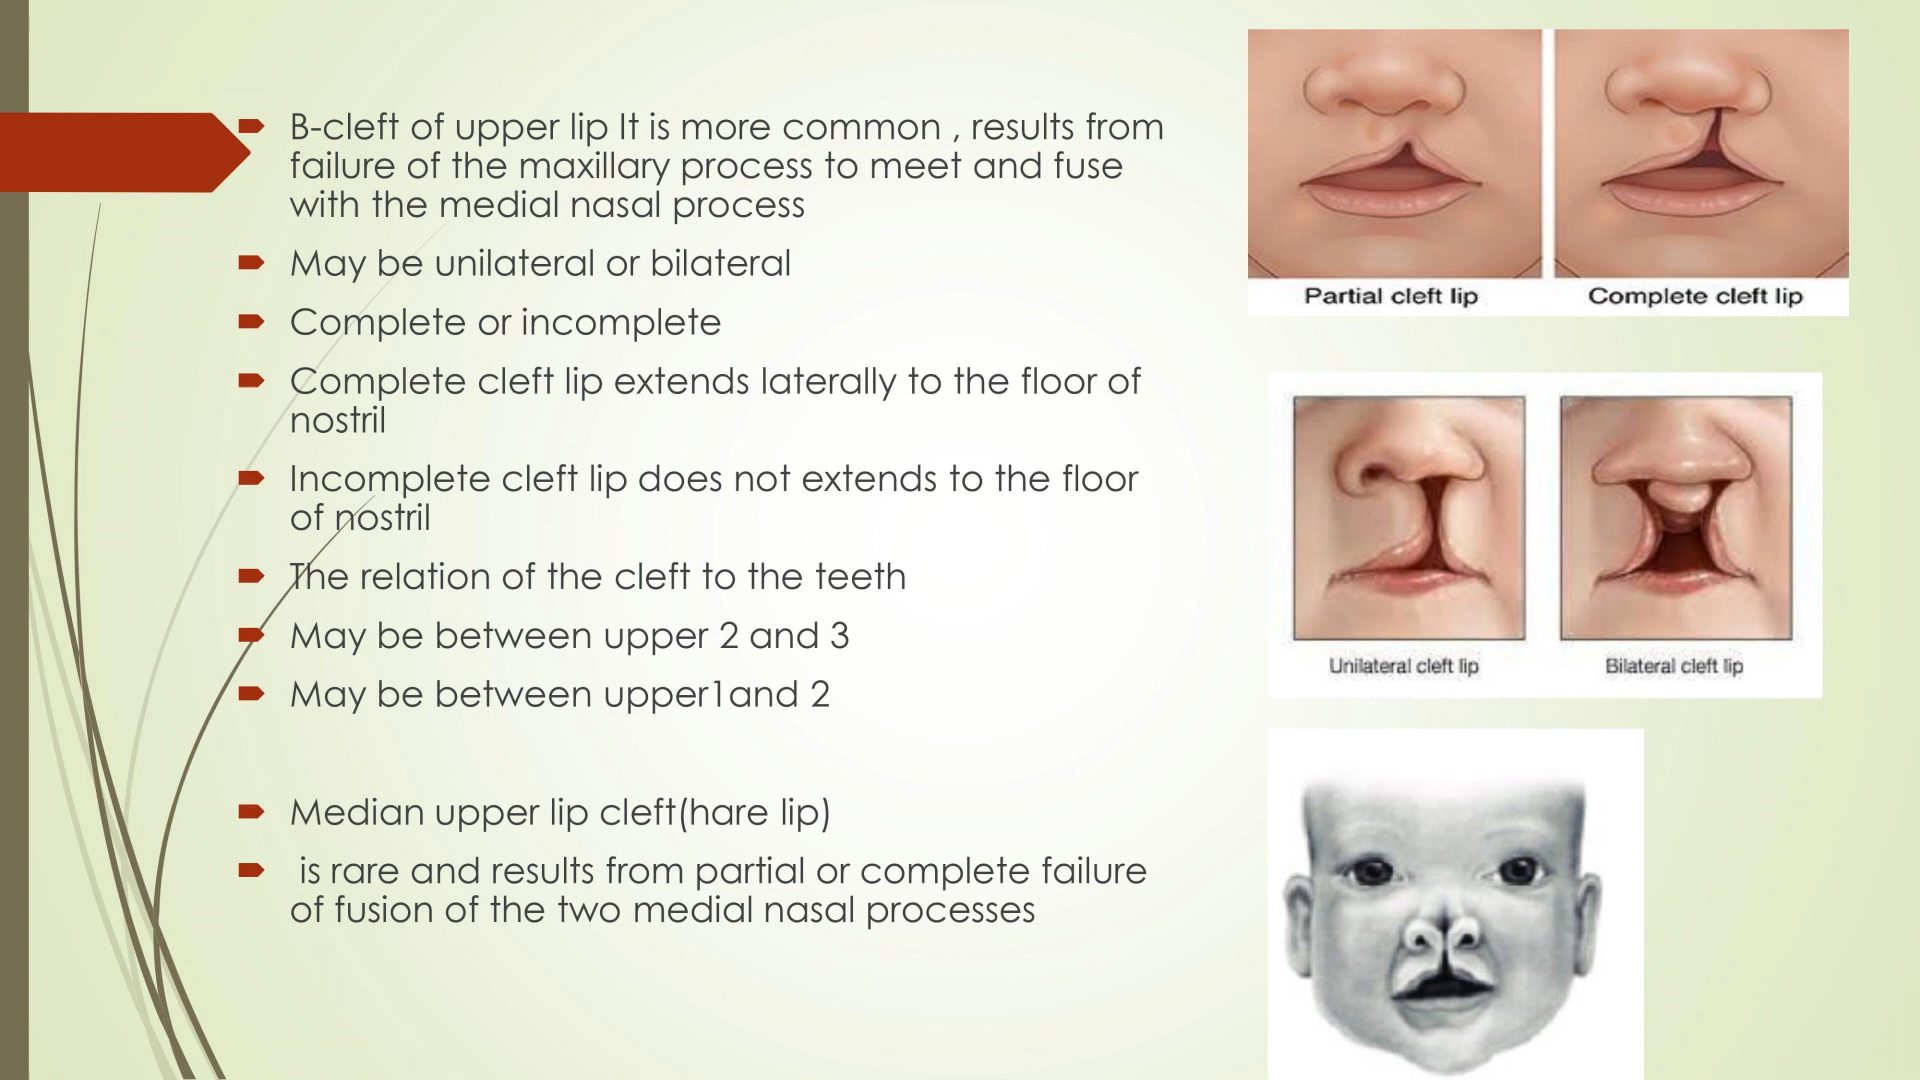 B-cleft of upper lip It is more common , results from
failure of the maxillary process to meet and fuse
with the medial nasal process
May be unilateral or bilateral
Complete or incomplete
Complete cleft lip extends laterally to the floor of
nostril
Incomplete cleft lip does not extends to the floor
of nostril
The relation of the cleft to the teeth
May be between upper 2 and 3
May be between upper1and 2
Median upper lip cleft(hare lip)
is rare and results from partial or complete failure
of fusion of the two medial nasal processes
Partial cleft lip
Complete cleft lip
Unilateral cleft lip
Bilateral cleft lip